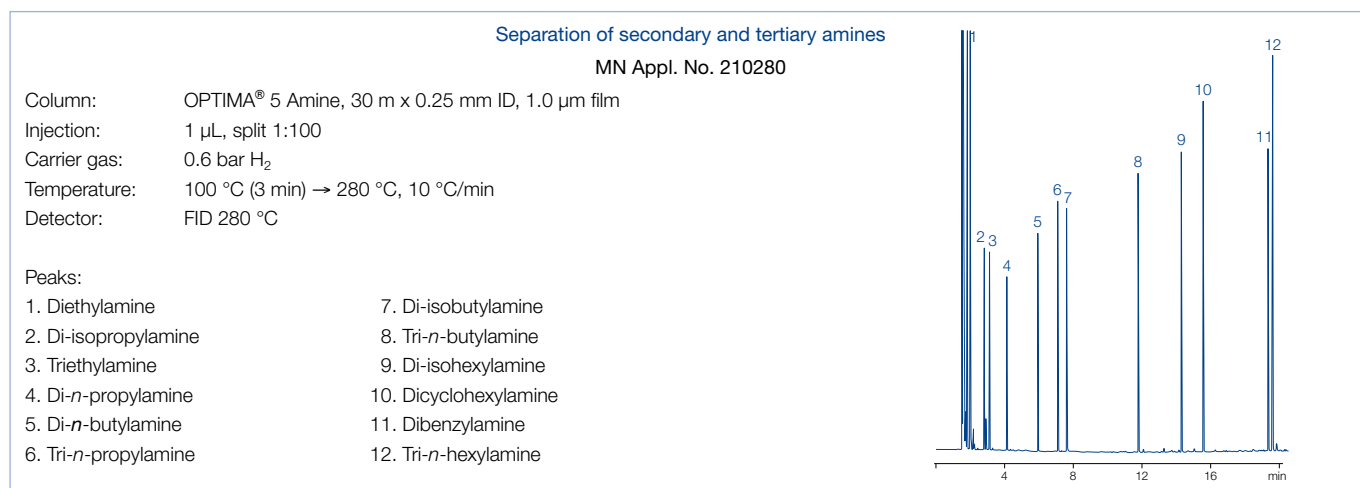 Separation of secondary and tertiary amines
MN Appl. No. 210280
Column: OPTIMA® 5 Amine, 30 m x 0.25 mm ID, 1.0 µm film
Injection: 1 µL, split 1:100
Carrier gas: 0.6 bar H₂
Temperature: 100 °C (3 min) → 280 °C, 10 °C/min
Detector: FID 280 °C
Peaks:
1. Diethylamine
2. Di-isopropylamine
3. Triethylamine
4. Di-n-propylamine
5. Di-n-butylamine
6. Tri-n-propylamine
7. Di-isobutylamine
8. Tri-n-butylamine
9. Di-isohexylamine
10. Dicyclohexylamine
11. Dibenzylamine
12. Tri-n-hexylamine
1
2
3
4
5
6
7
8
9
10
11
12
4 8 12 16 min